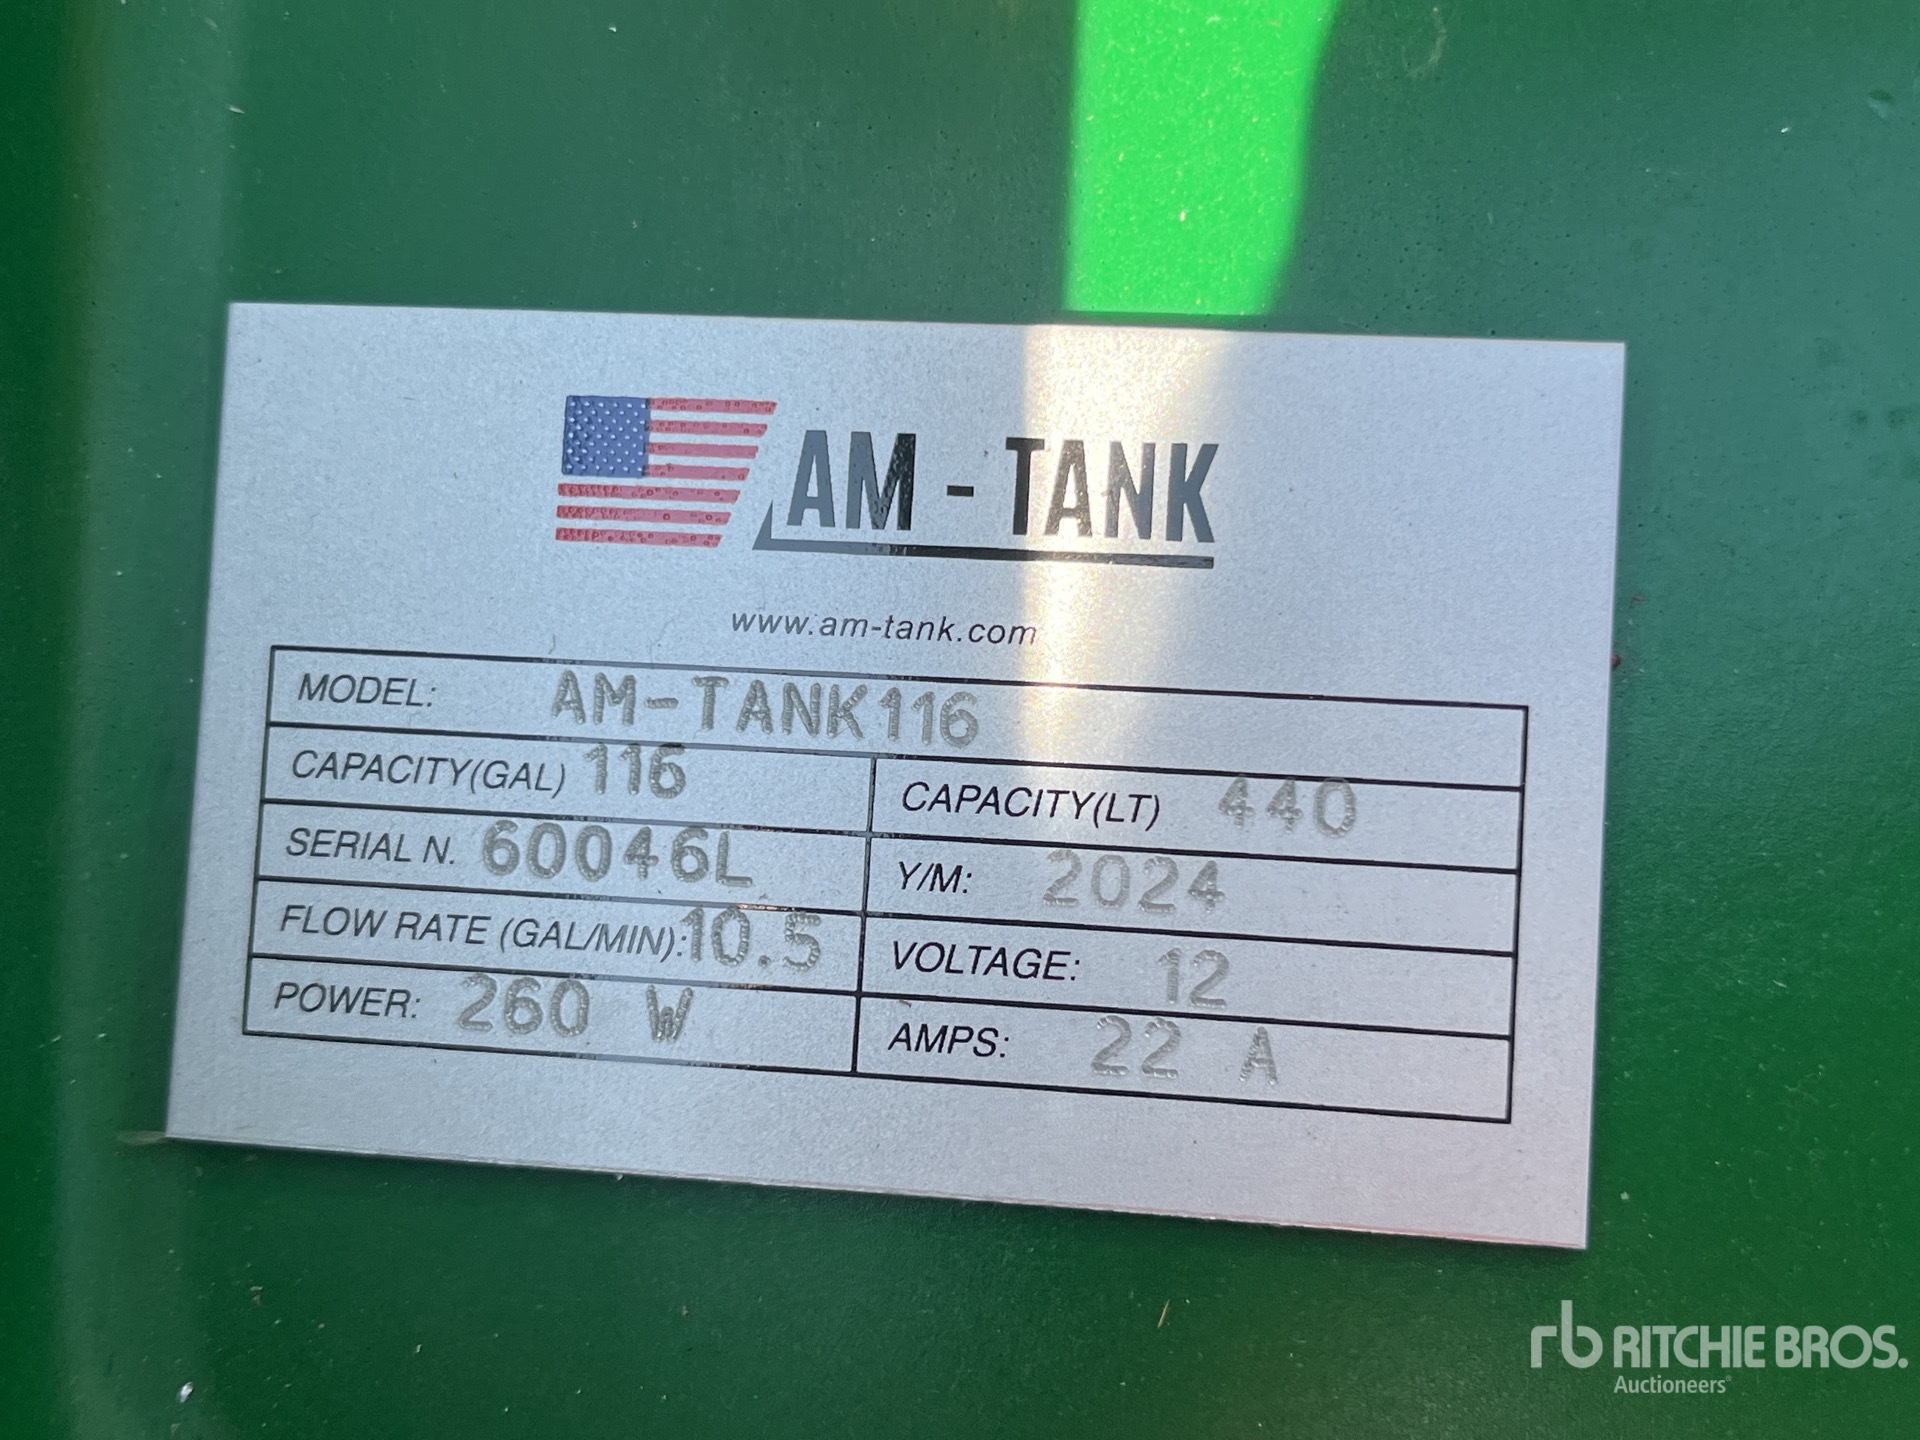 AM - TANK
www.am-tank.com
MODEL: AM-TANK116
CAPACITY(GAL) 116 CAPACITY(LT) 440
SERIAL N. 60046L Y/M: 2024
FLOW RATE (GAL/MIN): 10.5 VOLTAGE: 12
POWER: 260 W AMPS: 22 A
rb RITCHIE BROS.
Auctioneers